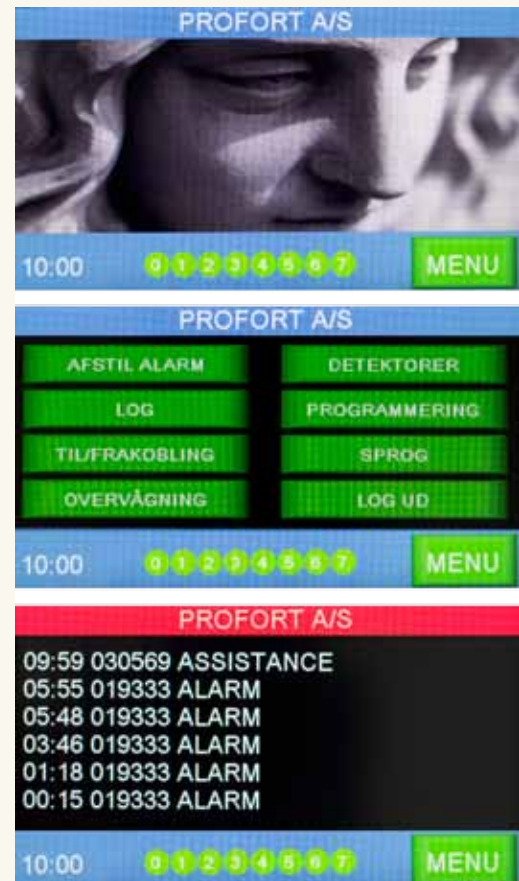 PROFORT A/S
10:00 0 1 2 3 4 5 6 7 MENU
PROFORT A/S
AFSTIL ALARM DETEKTORER
LOG PROGRAMMERING
TIL/FRAKOBLING SPROG
OVERVÅGNING LOG UD
10:00 0 1 2 3 4 5 6 7 MENU
PROFORT A/S
09:59 030569 ASSISTANCE
05:55 019333 ALARM
05:48 019333 ALARM
03:46 019333 ALARM
01:18 019333 ALARM
00:15 019333 ALARM
10:00 0 1 2 3 4 5 6 7 MENU